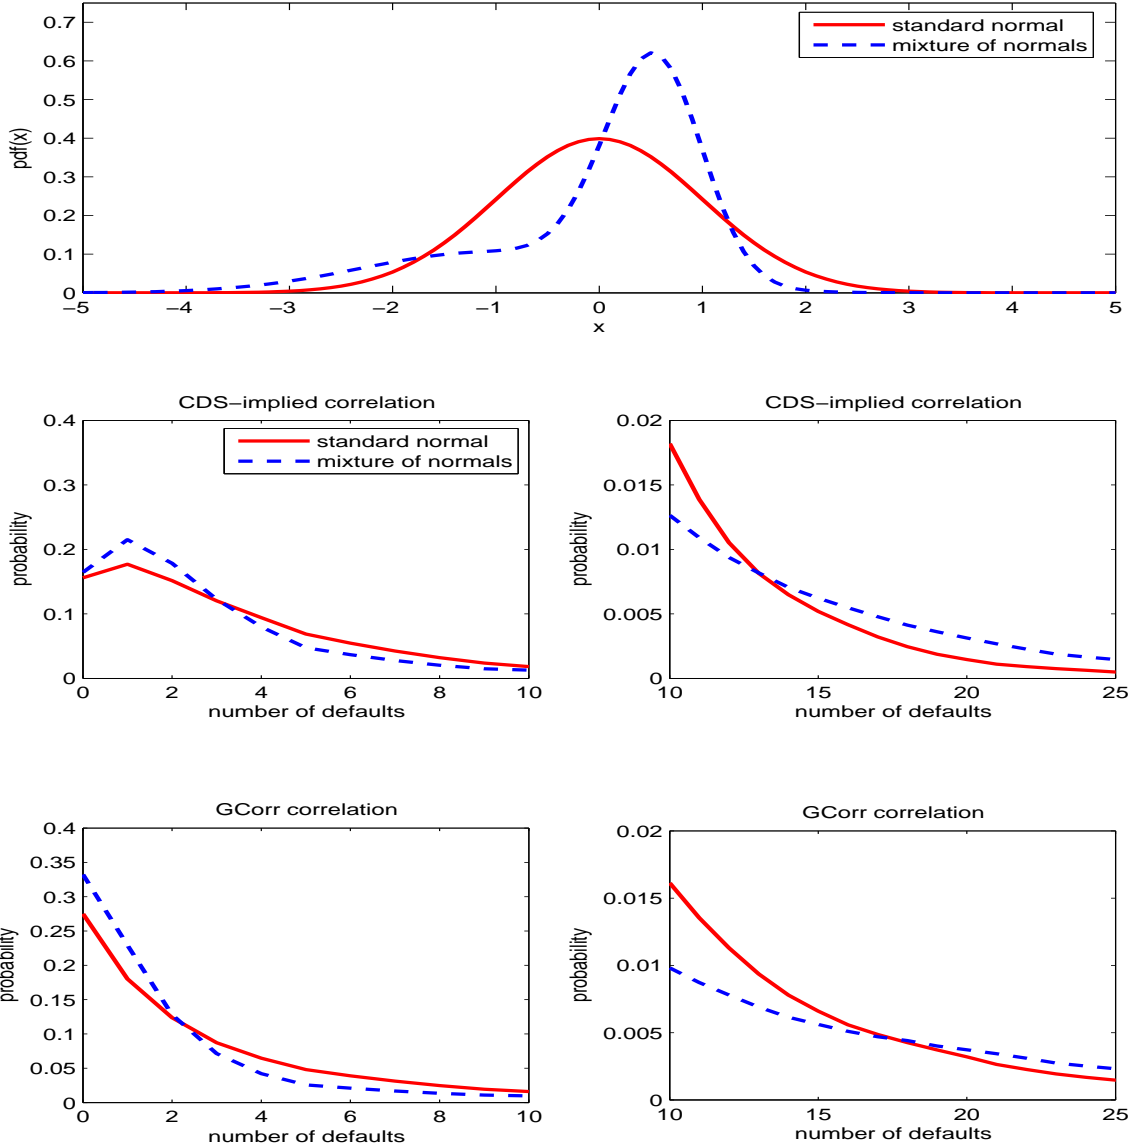 0.7
0.6
0.5
0.4
0.3
0.2
0.1
0
pdf(x)
standard normal
mixture of normals
−5 −4 −3 −2 −1 0 1 2 3 4 5
x
CDS−implied correlation
0.4
0.3
0.2
0.1
0
probability
standard normal
mixture of normals
0 2 4 6 8 10
number of defaults
CDS−implied correlation
0.02
0.015
0.01
0.005
0
probability
10 15 20 25
number of defaults
GCorr correlation
0.4
0.35
0.3
0.25
0.2
0.15
0.1
0.05
0
probability
0 2 4 6 8 10
number of defaults
GCorr correlation
0.02
0.015
0.01
0.005
0
probability
10 15 20 25
number of defaults